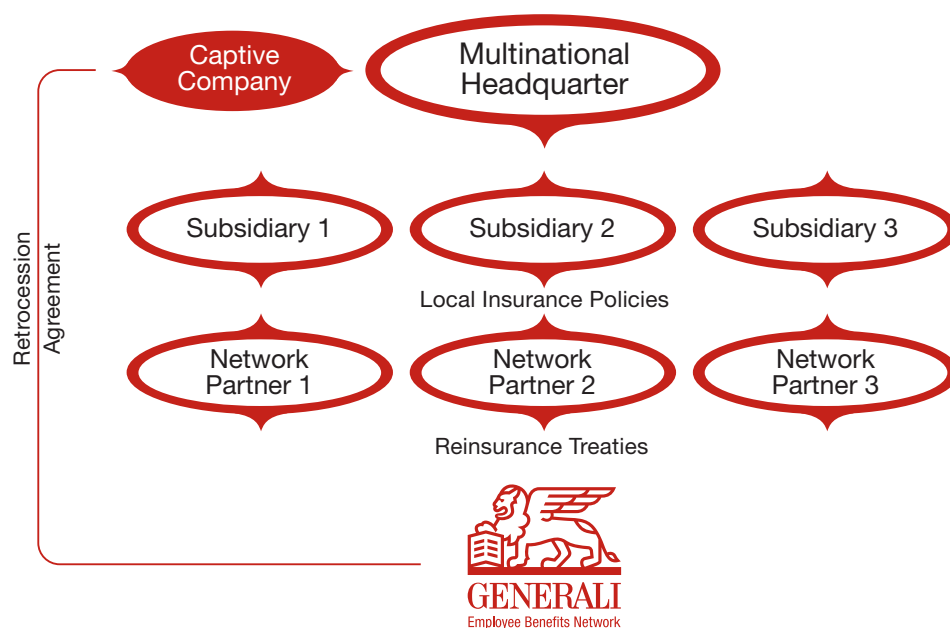 Captive
Company
Multinational
Headquarter
Subsidiary 1
Subsidiary 2
Subsidiary 3
Local Insurance Policies
Retrocession
Agreement
Network
Partner 1
Network
Partner 2
Network
Partner 3
Reinsurance Treaties
GENERALI
Employee Benefits Network